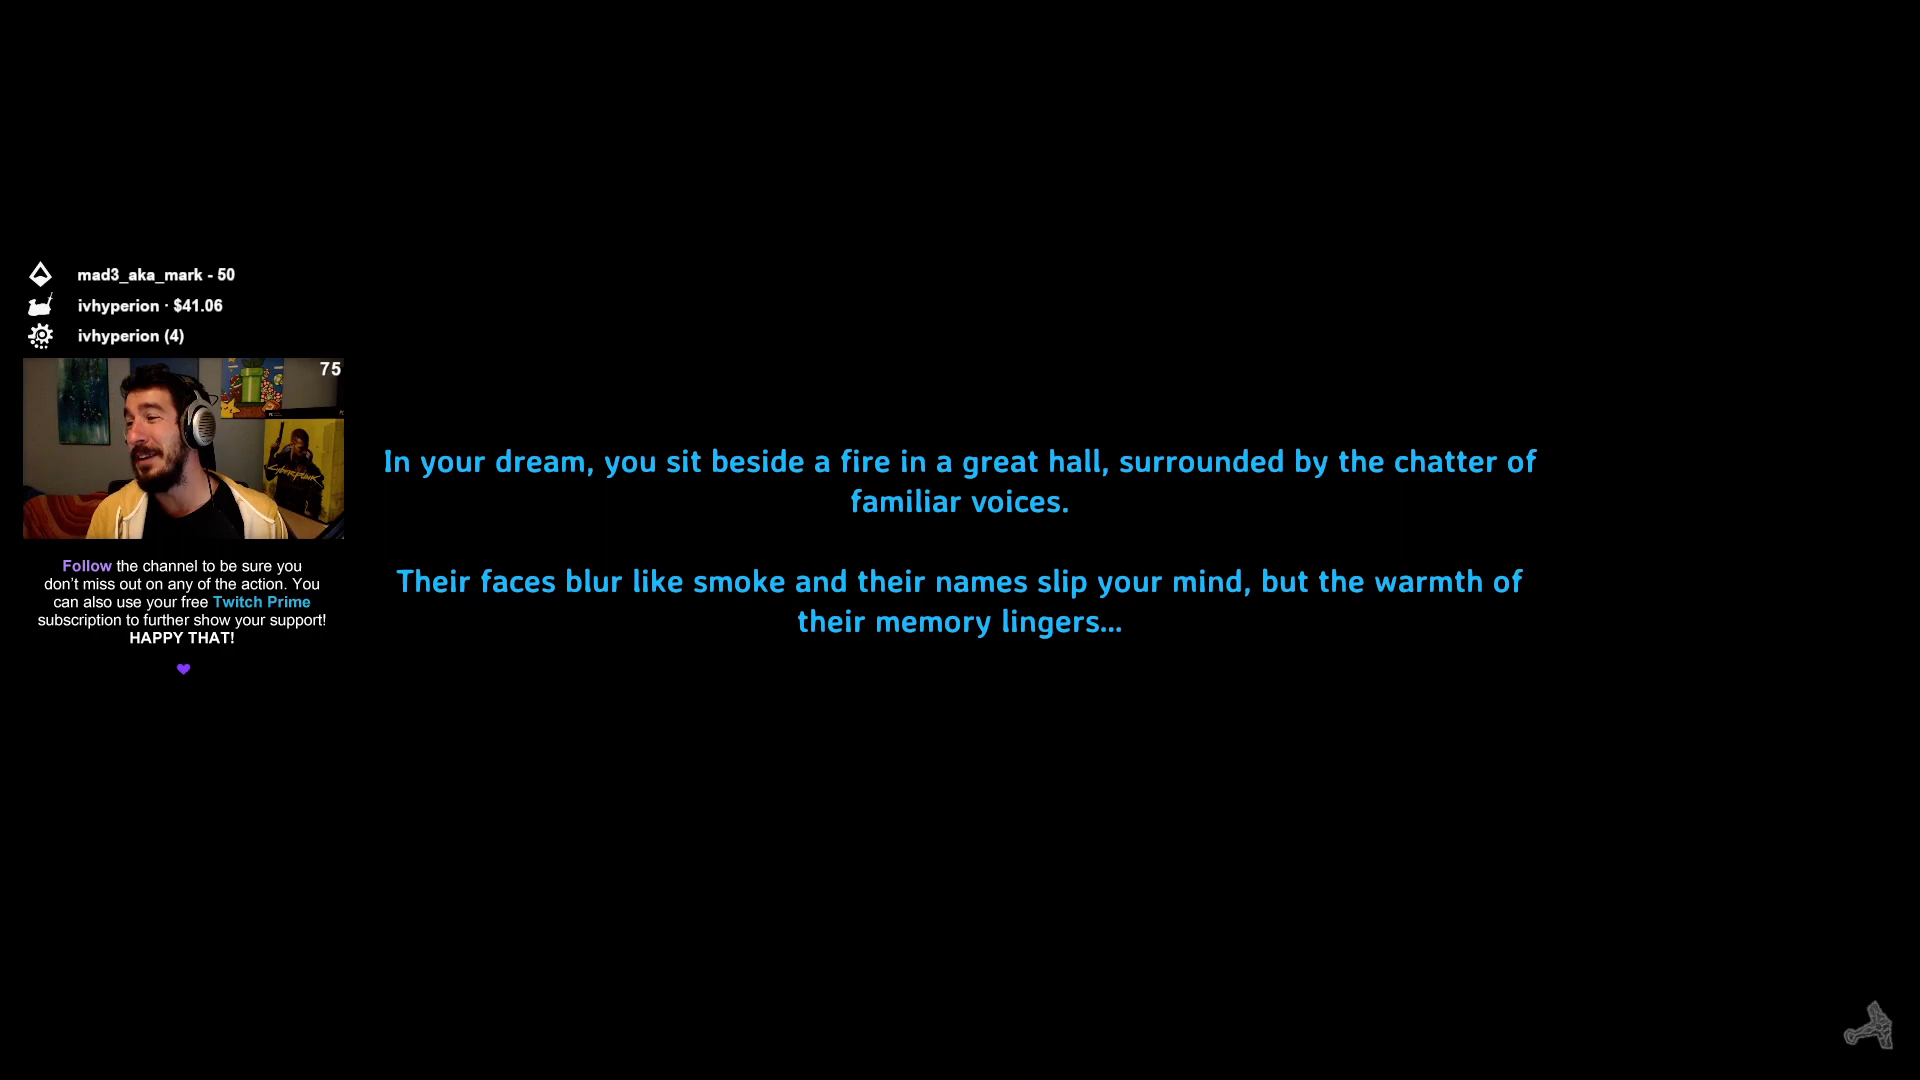 mad3_aka_mark - 50
ivhyperion · $41.06
ivhyperion (4)
75
CYBERPUNK
Follow the channel to be sure you
don't miss out on any of the action. You
can also use your free Twitch Prime
subscription to further show your support!
HAPPY THAT!
In your dream, you sit beside a fire in a great hall, surrounded by the chatter of
familiar voices.
Their faces blur like smoke and their names slip your mind, but the warmth of
their memory lingers...